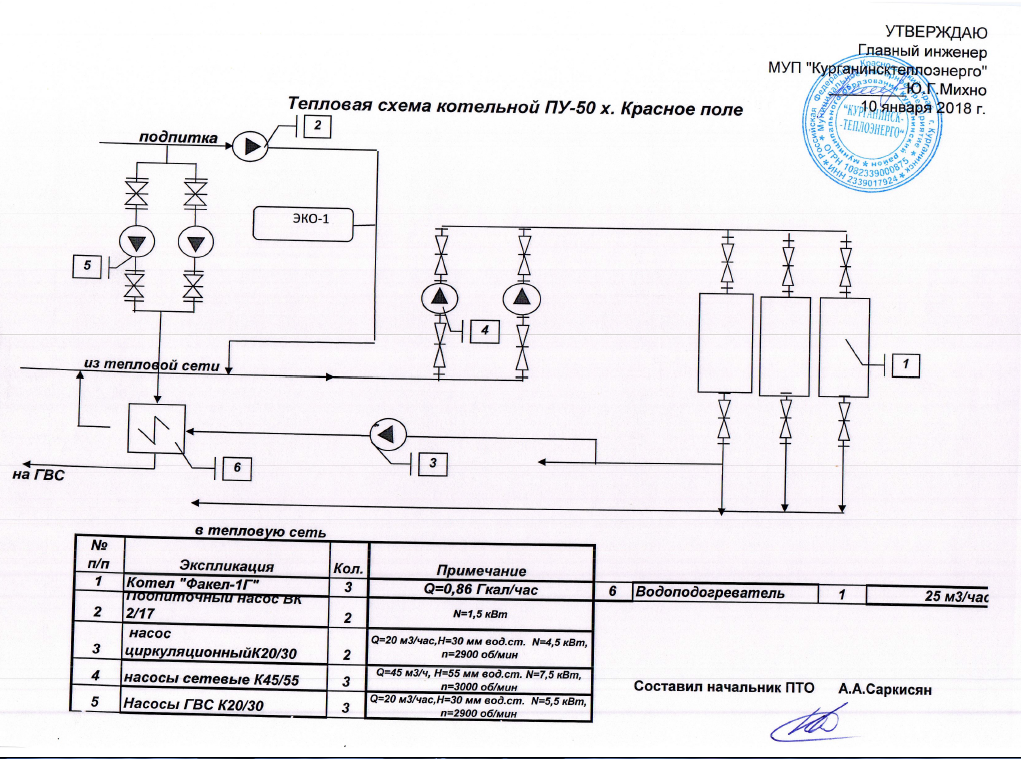 УТВЕРЖДАЮ
Главный инженер
МУП "Курганинсктеплоэнерго"
Ю.Г.Михно
10 января 2018 г.
"КУРГАНИНСК-
ТЕПЛОЭНЕРГО"
ОГРН 1082339000875
ИНН 2339017924
Тепловая схема котельной ПУ-50 х. Красное поле
подпитка
2
ЭКО-1
5
4
из тепловой сети
1
6
3
на ГВС
в тепловую сеть
№ п/п Экспликация Кол. Примечание
1 Котел "Факел-1Г" 3 Q=0,86 Гкал/час
2 Подпиточный насос ВК 2/17 2 N=1,5 кВт
3 насос циркуляционныйК20/30 2 Q=20 м3/час,Н=30 мм вод.ст. N=4,5 кВт, n=2900 об/мин
4 насосы сетевые К45/55 3 Q=45 м3/ч, Н=55 мм вод.ст. N=7,5 кВт, n=3000 об/мин
5 Насосы ГВС К20/30 3 Q=20 м3/час,Н=30 мм вод.ст. N=5,5 кВт, n=2900 об/мин
6 Водоподогреватель 1 25 м3/час
Составил начальник ПТО А.А.Саркисян